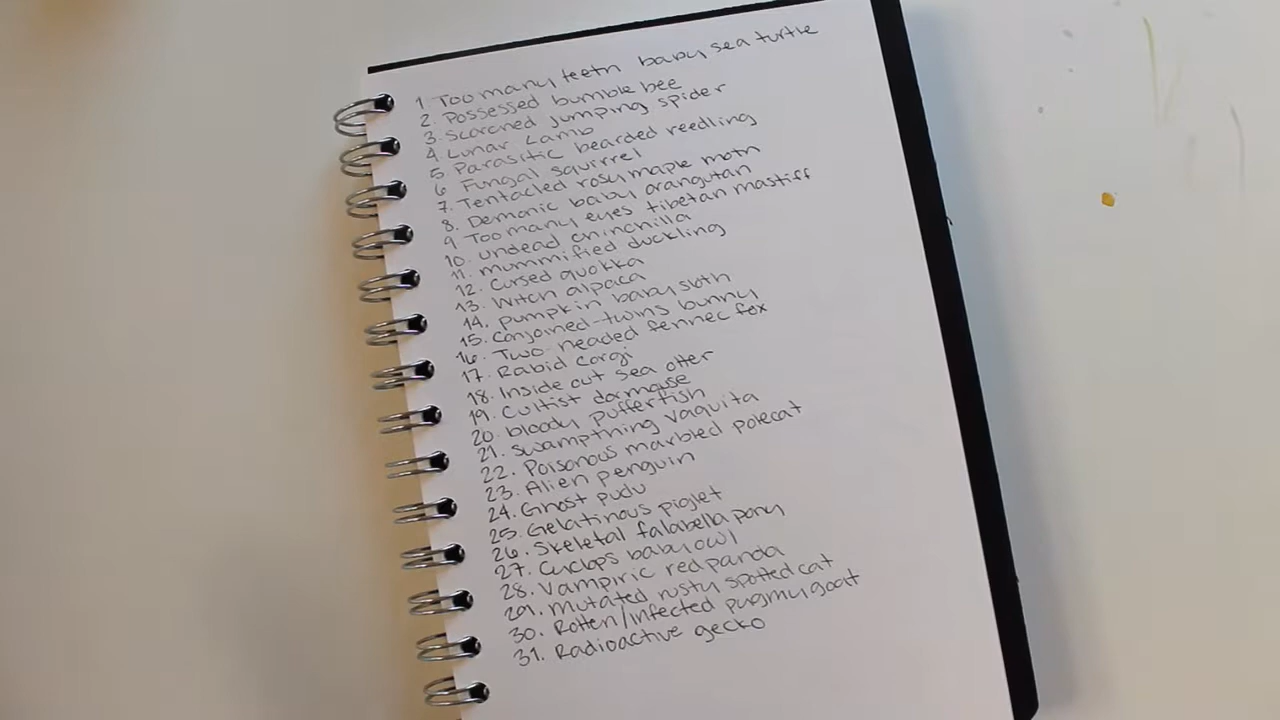 1. Too many teeth baby sea turtle
2. Possessed bumble bee
3. Scorched jumping spider
4. Lunar Lamb
5. Parasitic bearded reedling
6. Fungal squirrel
7. Tentacled rosy maple moth
8. Demonic baby orangutan
9. Too many eyes tibetan mastiff
10. undead chinchilla
11. mummified duckling
12. Cursed quokka
13. Witch alpaca
14. pumpkin baby sloth
15. Conjoined-twins bunny
16. Two headed fennec fox
17. Rabid corgi
18. Inside out sea otter
19. Cultist dormouse
20. bloody pufferfish
21. swampthing vaquita
22. Poisonous marbled polecat
23. Alien penguin
24. Ghost pudu
25. Gelatinous piglet
26. Skeletal falabella pony
27. Cyclops baby owl
28. Vampiric red panda
29. mutated rusty spotted cat
30. Rotten/infected pygmy goat
31. Radioactive gecko